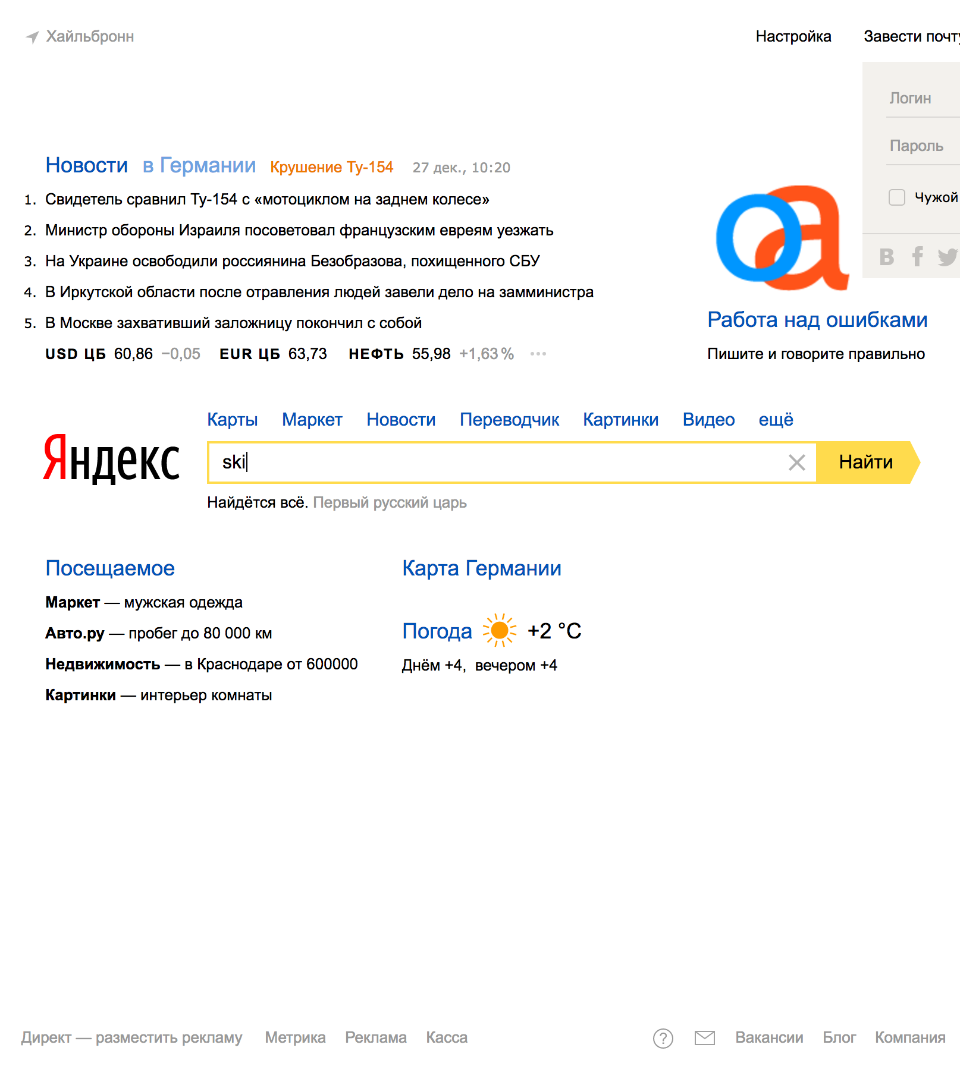 Хайльбронн
Настройка
Завести почту
Логин
Пароль
Чужой
Новости в Германии Крушение Ту-154 27 дек., 10:20
1. Свидетель сравнил Ту-154 с «мотоциклом на заднем колесе»
2. Министр обороны Израиля посоветовал французским евреям уезжать
3. На Украине освободили россиянина Безобразова, похищенного СБУ
4. В Иркутской области после отравления людей завели дело на замминистра
5. В Москве захвативший заложницу покончил с собой
USD ЦБ 60,86 −0,05 EUR ЦБ 63,73 НЕФТЬ 55,98 +1,63 % •••
оа
Работа над ошибками
Пишите и говорите правильно
Карты Маркет Новости Переводчик Картинки Видео ещё
Яндекс
ski
Найти
Найдётся всё. Первый русский царь
Посещаемое
Маркет — мужская одежда
Авто.ру — пробег до 80 000 км
Недвижимость — в Краснодаре от 600000
Картинки — интерьер комнаты
Карта Германии
Погода +2 °C
Днём +4, вечером +4
Директ — разместить рекламу Метрика Реклама Касса ? Вакансии Блог Компания